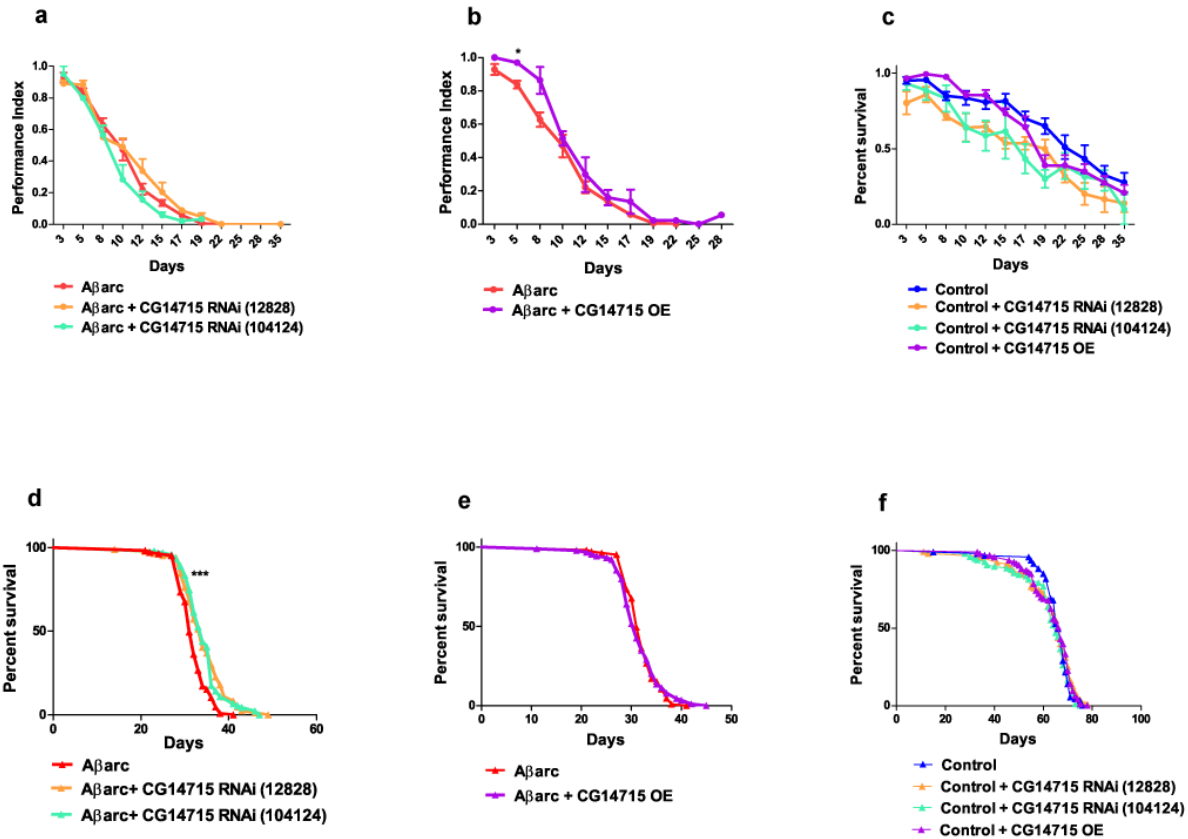 a
Performance Index
1.0
0.8
0.6
0.4
0.2
0.0
3 5 8 10 12 15 17 19 22 25 28 35
Days
Aβarc
Aβarc + CG14715 RNAi (12828)
Aβarc + CG14715 RNAi (104124)
b
Performance Index
1.0
0.8
0.6
0.4
0.2
0.0
*
3 5 8 10 12 15 17 19 22 25 28
Days
Aβarc
Aβarc + CG14715 OE
c
Percent survival
1.0
0.5
0.0
3 5 8 10 12 15 17 19 22 25 28 35
Days
Control
Control + CG14715 RNAi (12828)
Control + CG14715 RNAi (104124)
Control + CG14715 OE
d
Percent survival
100
50
0
***
0 20 40 60
Days
Aβarc
Aβarc+ CG14715 RNAi (12828)
Aβarc + CG14715 RNAi (104124)
e
Percent survival
100
50
0
0 10 20 30 40 50
Days
Aβarc
Aβarc + CG14715 OE
f
Percent survival
100
50
0
0 20 40 60 80 100
Days
Control
Control + CG14715 RNAi (12828)
Control + CG14715 RNAi (104124)
Control + CG14715 OE